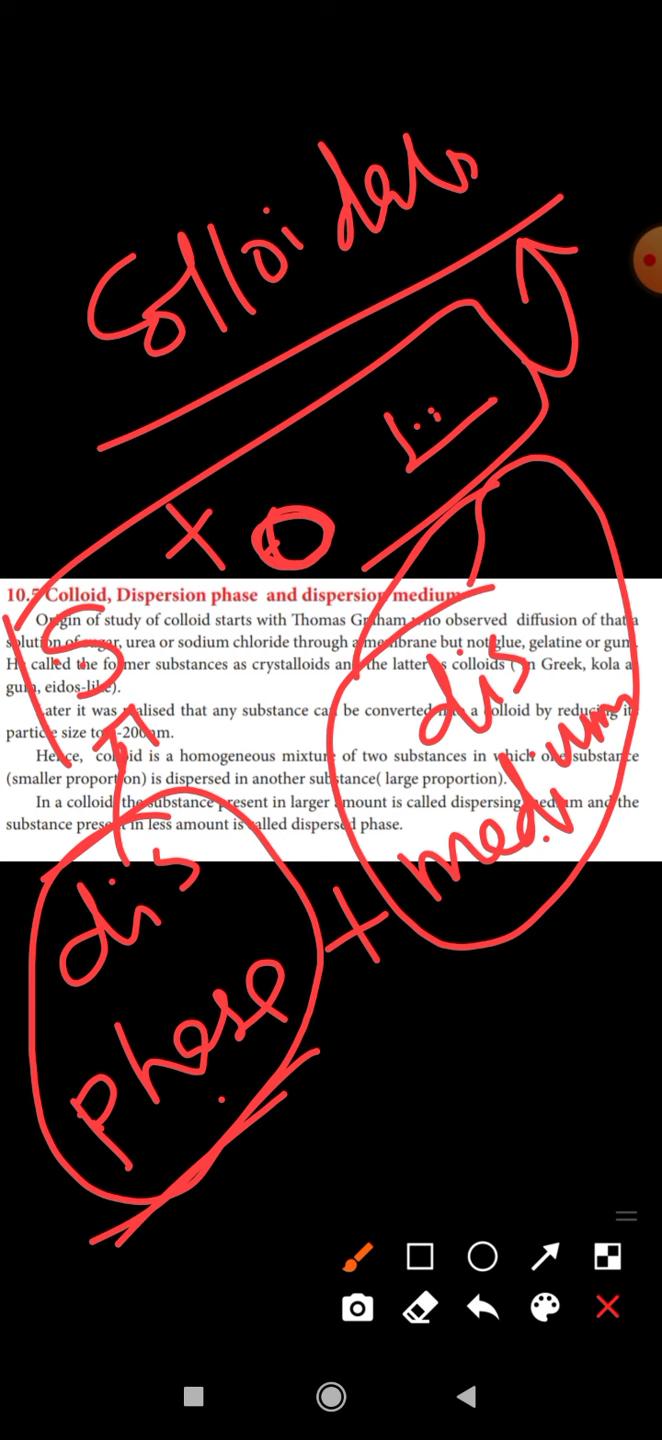 Colloidals
+
10.5 Colloid, Dispersion phase and dispersion medium
Origin of study of colloid starts with Thomas Graham who observed diffusion of that a
solution of sugar, urea or sodium chloride through a membrane but not glue, gelatine or gum.
He called the former substances as crystalloids and the latter as colloids (in Greek, kola as
gum, eidos-like).
Later it was realised that any substance can be converted into a colloid by reducing its
particle size to -200nm.
Hence, colloid is a homogeneous mixture of two substances in which one substance
(smaller proportion) is dispersed in another substance( large proportion).
In a colloid, the substance present in larger amount is called dispersing medium and the
substance present in less amount is called dispersed phase.
dis
medium
+
dis
phase